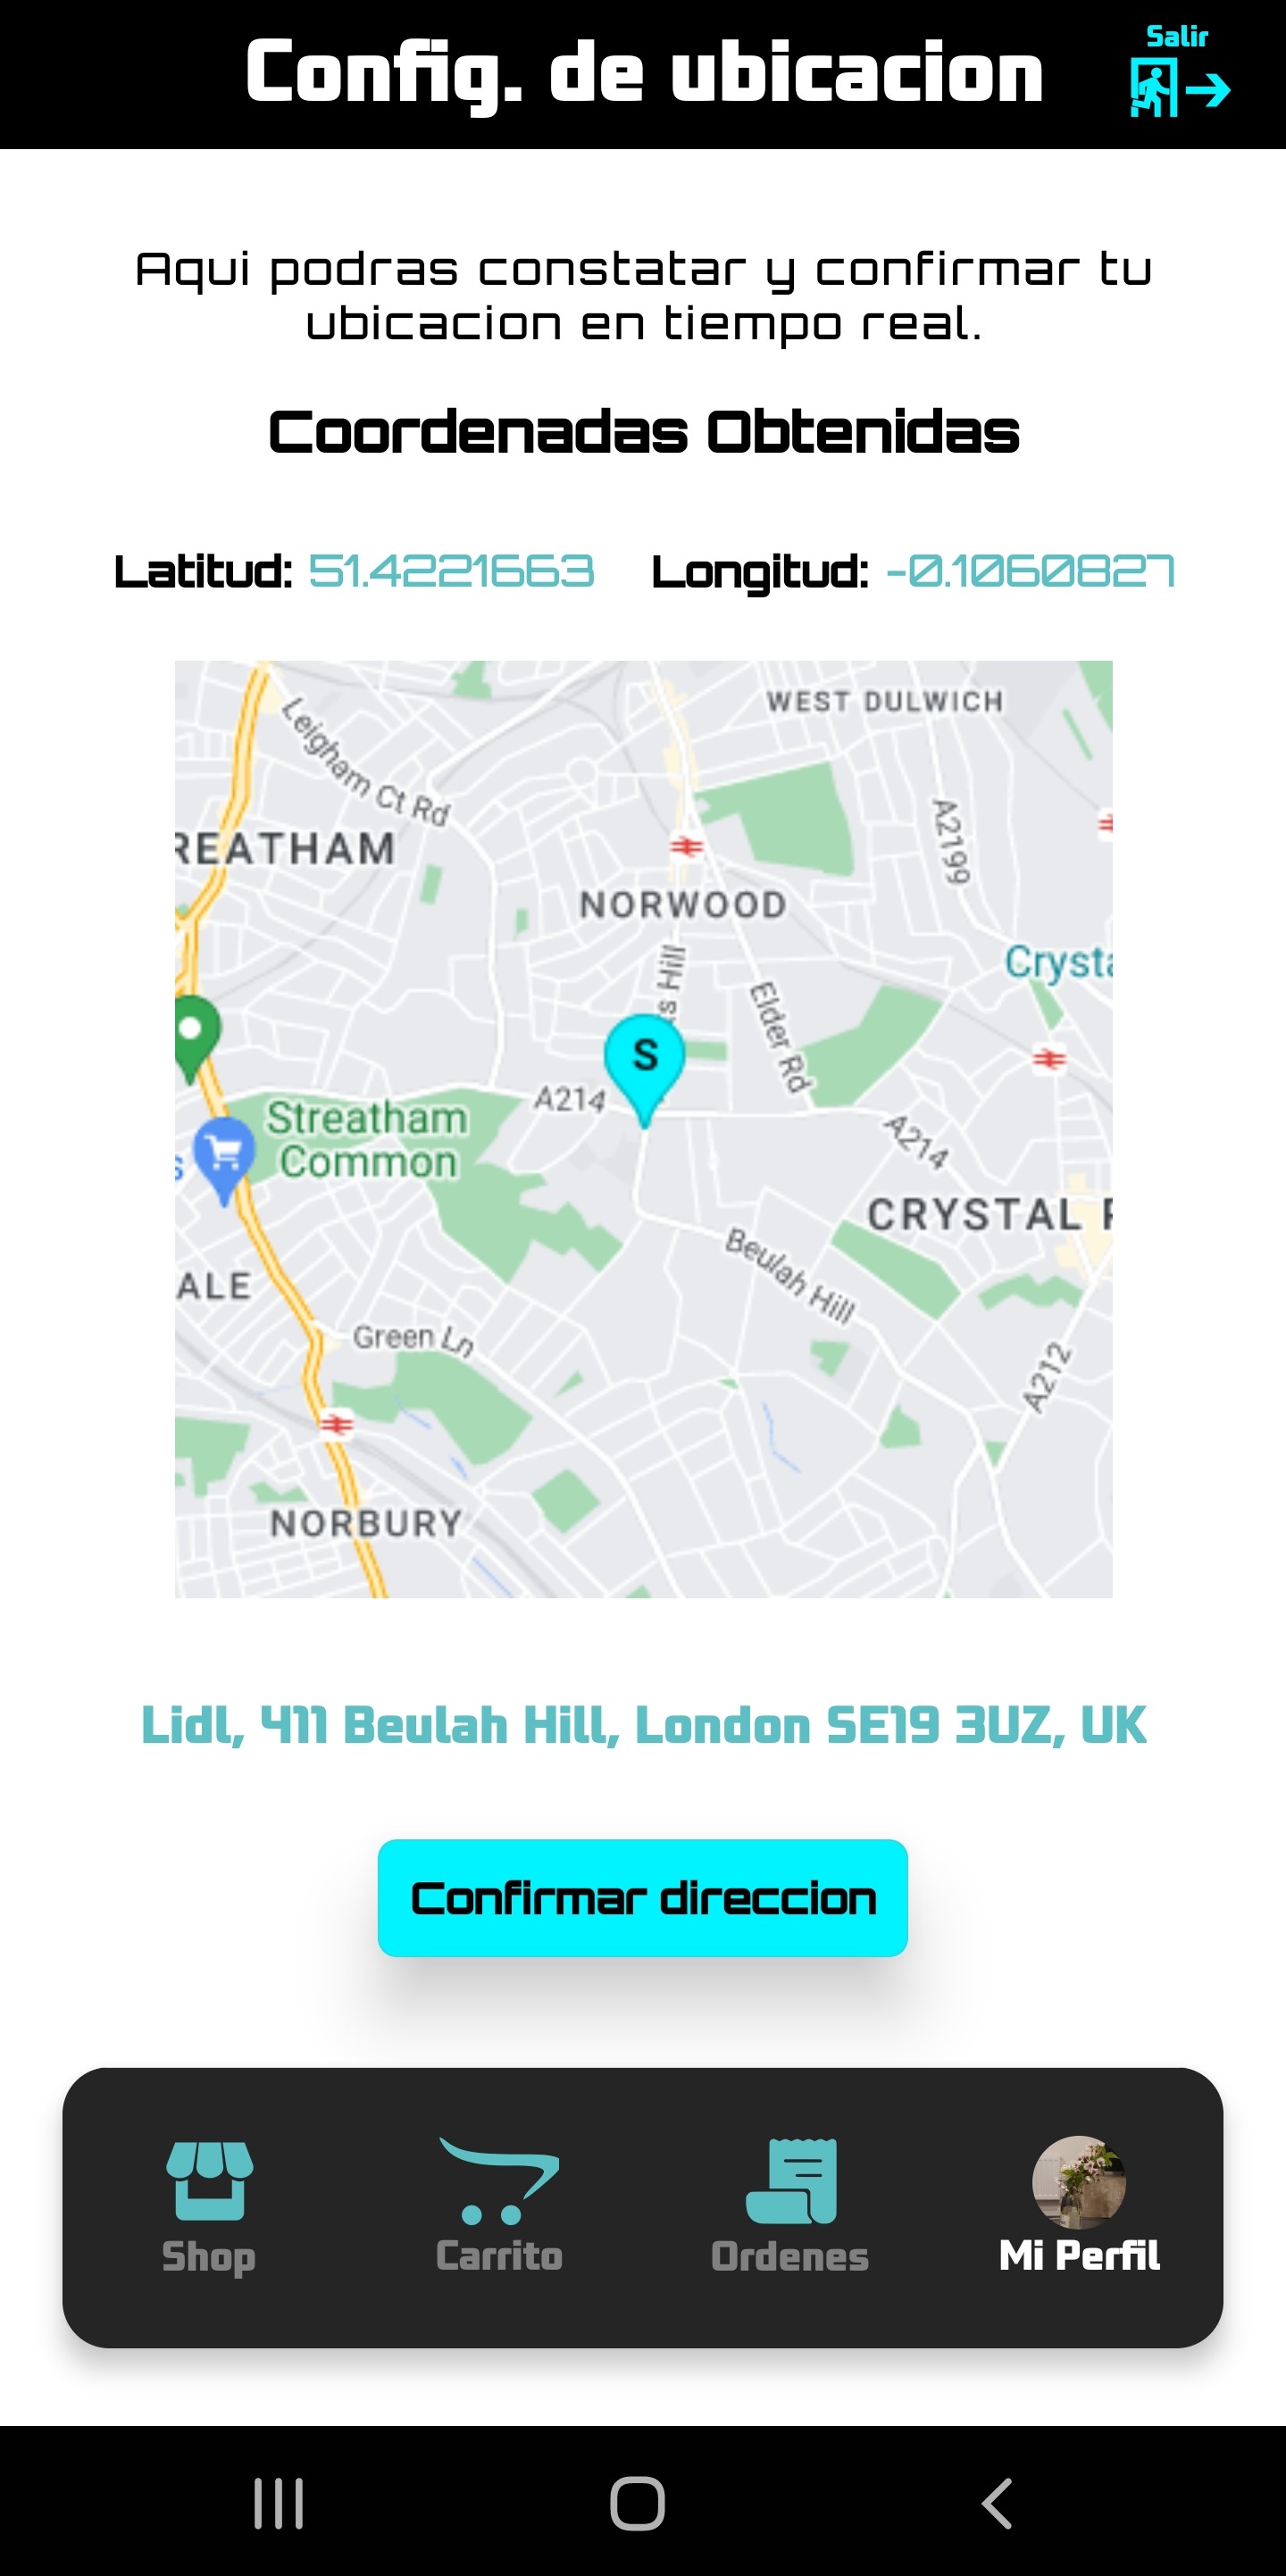 Config. de ubicacion
Salir
Aqui podras constatar y confirmar tu
ubicacion en tiempo real.
Coordenadas Obtenidas
Latitud: 51.4221663 Longitud: -0.1060827
WEST DULWICH
Leigham Ct Rd
A2199
REATHAM
NORWOOD
Crysta
s Hill
Elder Rd
S
A214
Streatham
Common
A214
s
CRYSTAL P
Beulah Hill
ALE
Green Ln
A212
NORBURY
Lidl, 411 Beulah Hill, London SE19 3UZ, UK
Confirmar direccion
Shop
Carrito
Ordenes
Mi Perfil